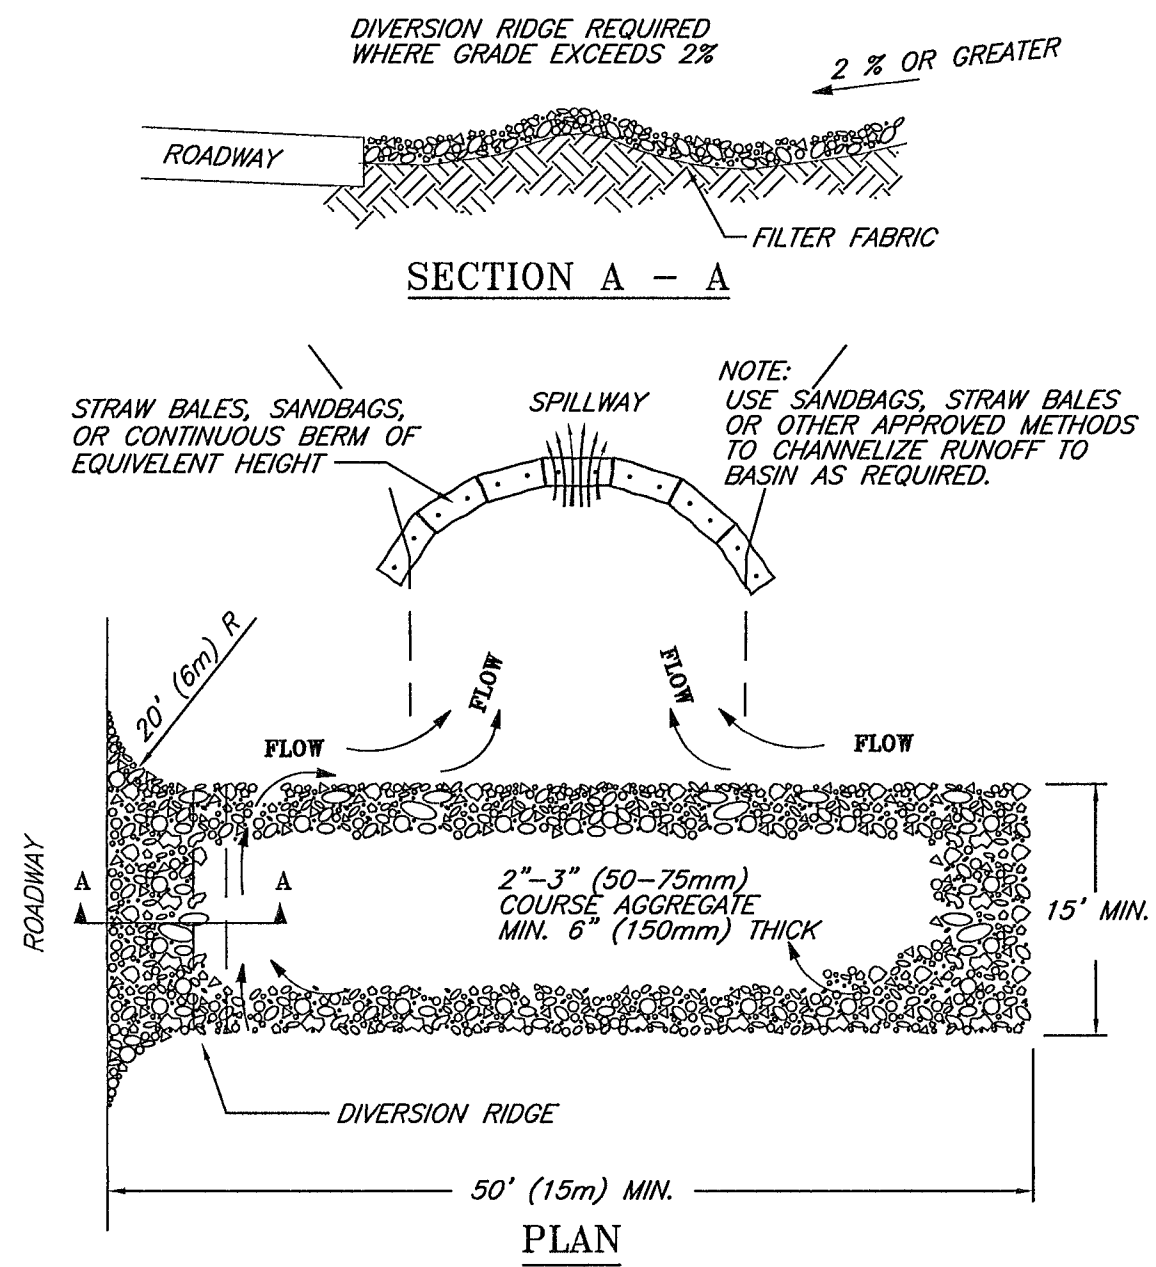 DIVERSION RIDGE REQUIRED
WHERE GRADE EXCEEDS 2%
2 % OR GREATER
ROADWAY
FILTER FABRIC
SECTION A - A
STRAW BALES, SANDBAGS,
OR CONTINUOUS BERM OF
EQUIVELENT HEIGHT
SPILLWAY
NOTE:
USE SANDBAGS, STRAW BALES
OR OTHER APPROVED METHODS
TO CHANNELIZE RUNOFF TO
BASIN AS REQUIRED.
20' (6m) R
FLOW
FLOW
FLOW
FLOW
ROADWAY
A
A
2"-3" (50-75mm)
COURSE AGGREGATE
MIN. 6" (150mm) THICK
15' MIN.
DIVERSION RIDGE
50' (15m) MIN.
PLAN